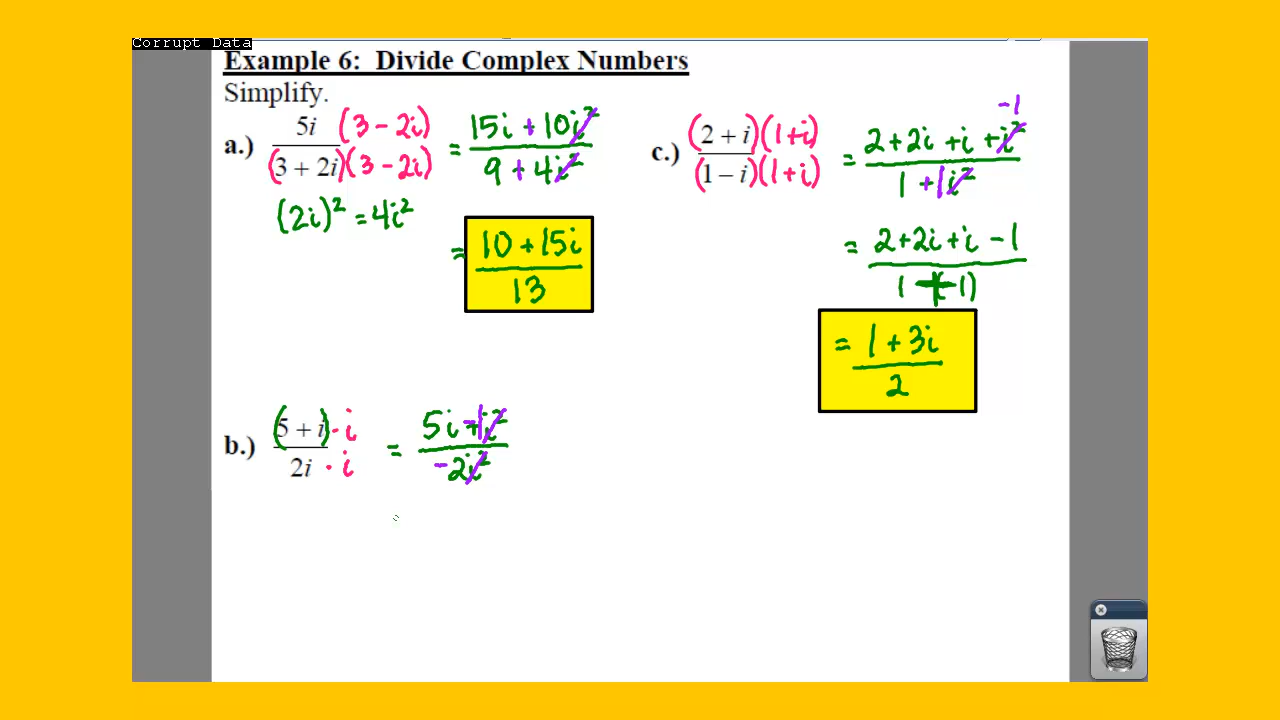 Corrupt Data
Example 6: Divide Complex Numbers
Simplify.
a.) 5i (3 - 2i) / (3 + 2i)(3 - 2i) = 15i + 10i² / 9 + 4i²
(2i)² = 4i²
= 10 + 15i / 13
b.) (5 + i) · i / 2i · i = 5i - 1i² / -2i²
c.) (2 + i)(1+i) / (1 - i)(1+i) = 2 + 2i + i + i² -1 / 1 + 1i²
= 2 + 2i + i - 1 / 1 + (-1)
= 1 + 3i / 2